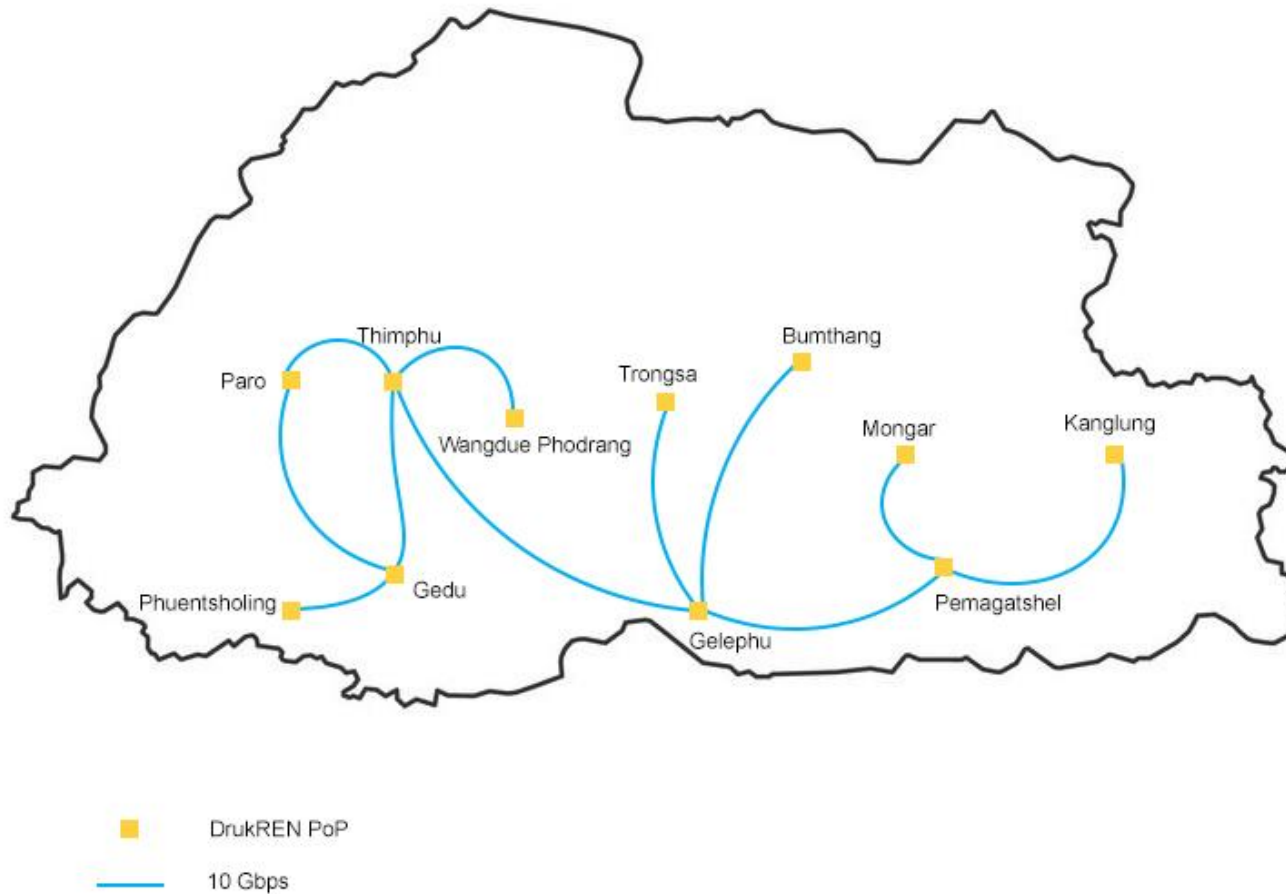 Thimphu
Bumthang
Paro
Trongsa
Wangdue Phodrang
Mongar
Kanglung
Phuentsholing
Gedu
Pemagatshel
Gelephu
DrukREN PoP
10 Gbps